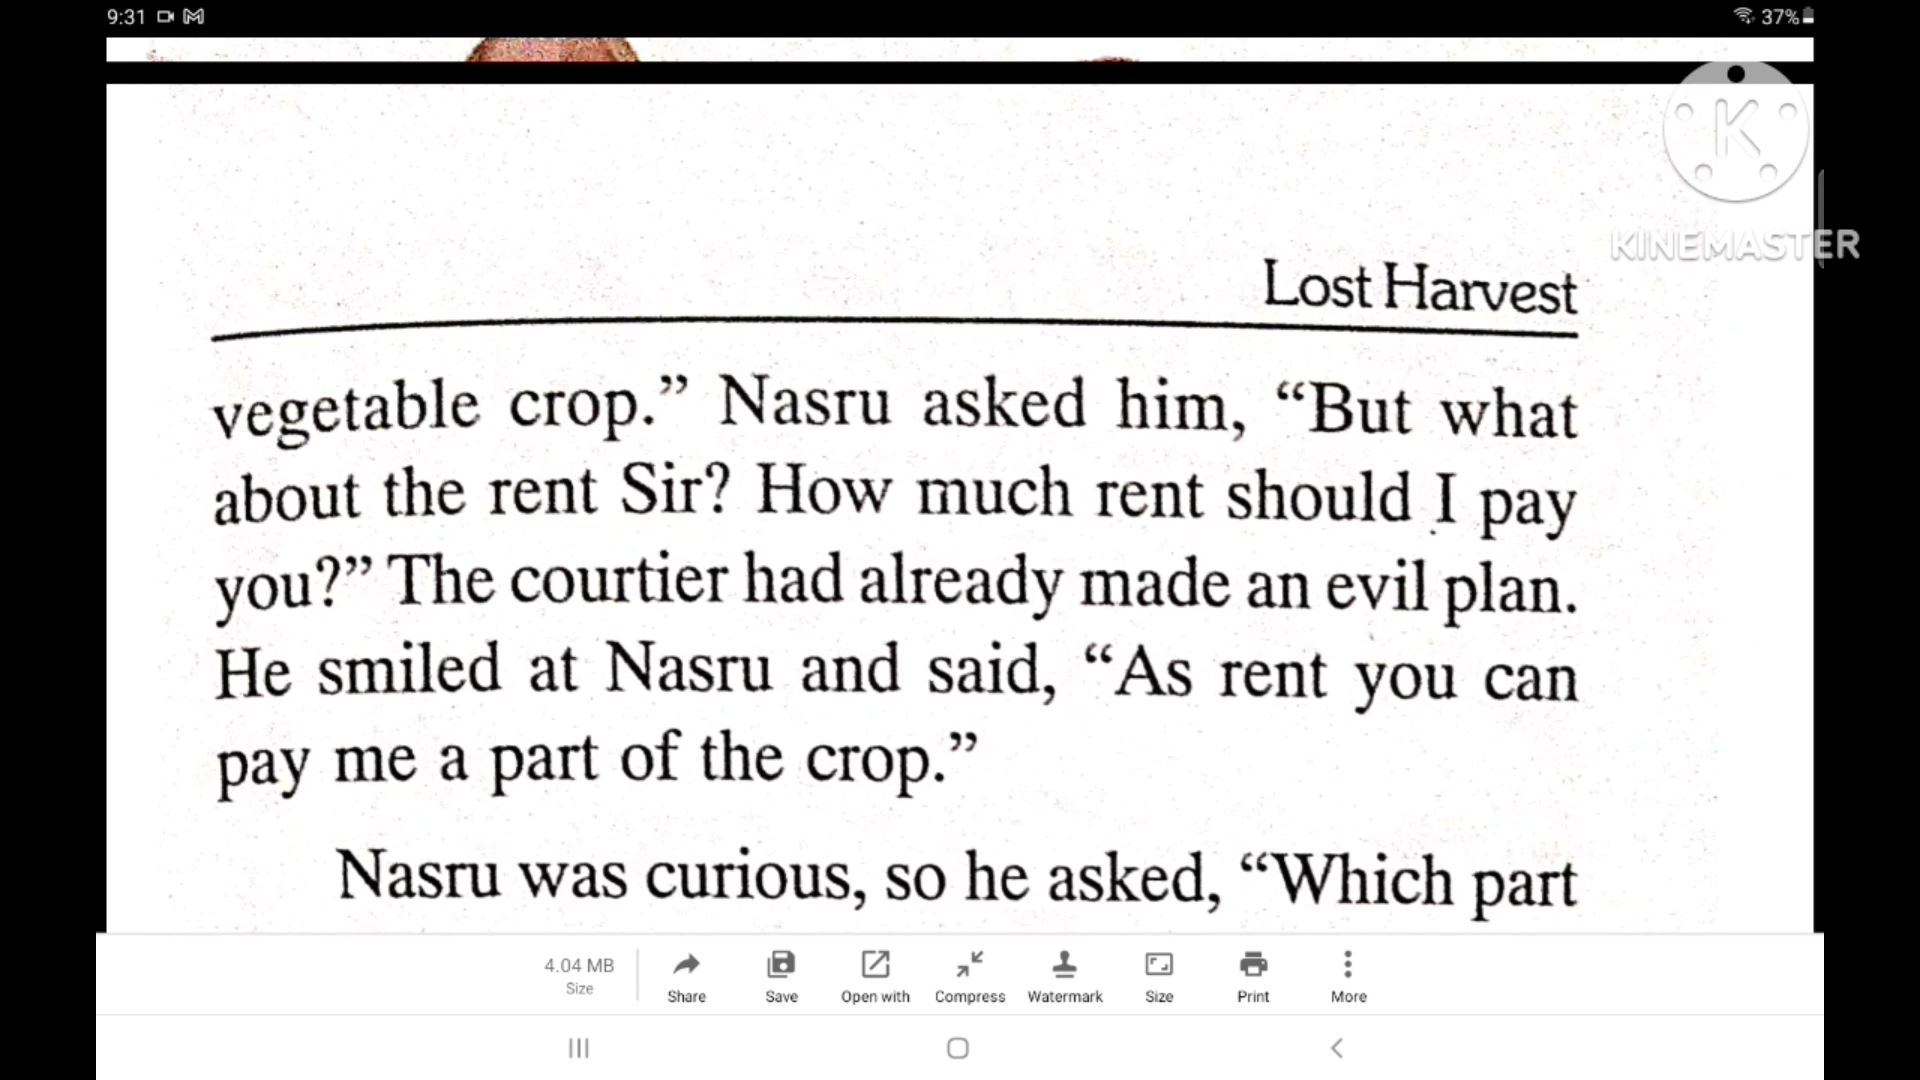 9:31
37%
KINEMASTER
Lost Harvest
vegetable crop.” Nasru asked him, “But what
about the rent Sir? How much rent should I pay
you?” The courtier had already made an evil plan.
He smiled at Nasru and said, “As rent you can
pay me a part of the crop.”
Nasru was curious, so he asked, “Which part
4.04 MB
Size
Share
Save
Open with
Compress
Watermark
Size
Print
More